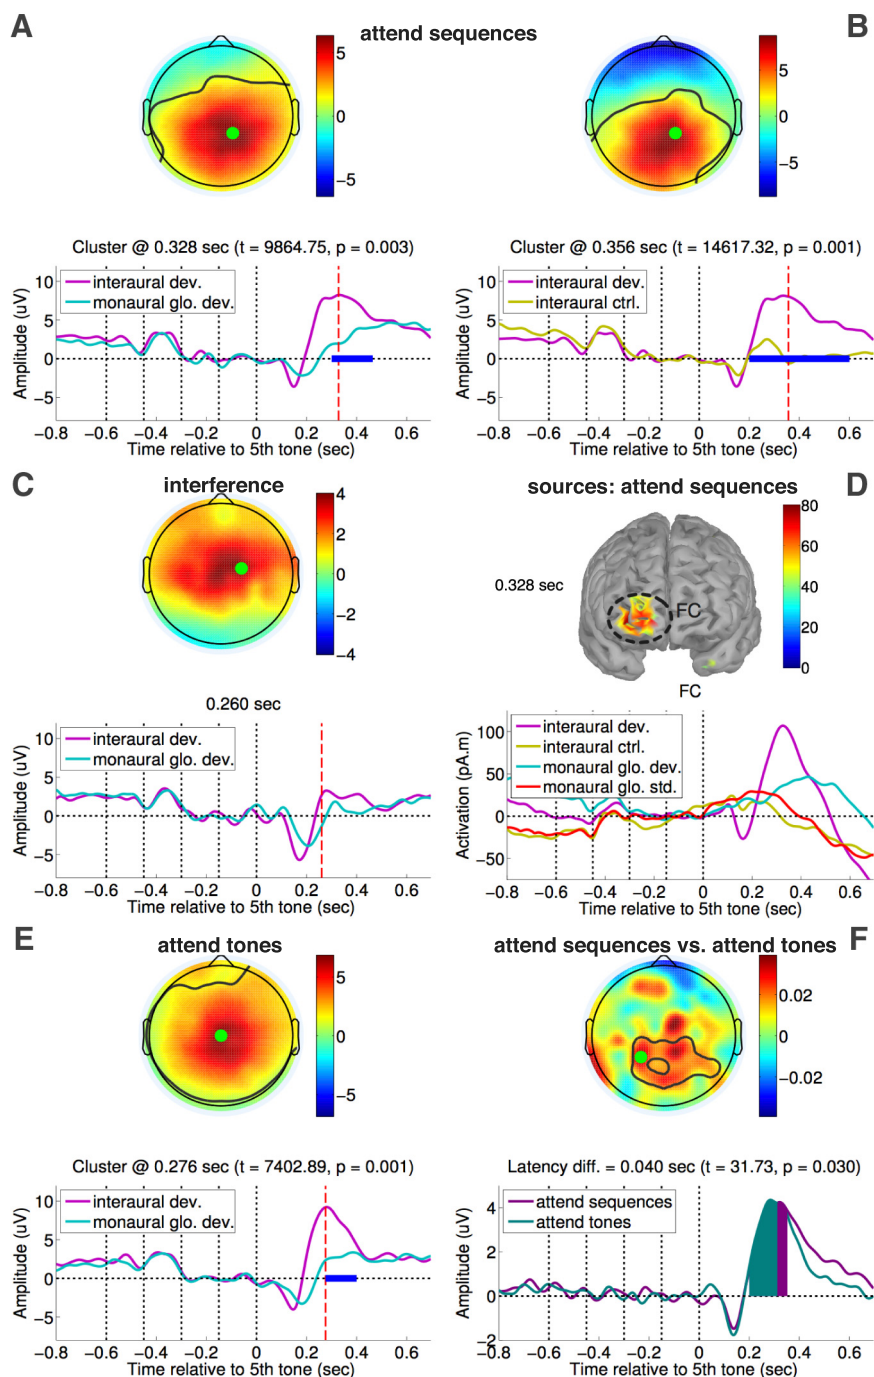 A
attend sequences
B
5
0
−5
5
0
−5
Cluster @ 0.328 sec (t = 9864.75, p = 0.003)
10
5
0
−5
Amplitude (uV)
interaural dev.
monaural glo. dev.
−0.8 −0.6 −0.4 −0.2 0 0.2 0.4 0.6
Time relative to 5th tone (sec)
Cluster @ 0.356 sec (t = 14617.32, p = 0.001)
10
5
0
−5
Amplitude (uV)
interaural dev.
interaural ctrl.
−0.8 −0.6 −0.4 −0.2 0 0.2 0.4 0.6
Time relative to 5th tone (sec)
C
interference
4
2
0
−2
−4
0.260 sec
10
5
0
−5
Amplitude (uV)
interaural dev.
monaural glo. dev.
−0.8 −0.6 −0.4 −0.2 0 0.2 0.4 0.6
Time relative to 5th tone (sec)
sources: attend sequences
D
0.328 sec
FC
80
60
40
20
0
FC
100
50
0
−50
Activation (pA.m)
interaural dev.
interaural ctrl.
monaural glo. dev.
monaural glo. std.
−0.8 −0.6 −0.4 −0.2 0 0.2 0.4 0.6
Time relative to 5th tone (sec)
E
attend tones
5
0
−5
Cluster @ 0.276 sec (t = 7402.89, p = 0.001)
10
5
0
−5
Amplitude (uV)
interaural dev.
monaural glo. dev.
−0.8 −0.6 −0.4 −0.2 0 0.2 0.4 0.6
Time relative to 5th tone (sec)
attend sequences vs. attend tones
F
0.02
0
−0.02
Latency diff. = 0.040 sec (t = 31.73, p = 0.030)
4
2
0
−2
Amplitude (uV)
attend sequences
attend tones
−0.8 −0.6 −0.4 −0.2 0 0.2 0.4 0.6
Time relative to 5th tone (sec)